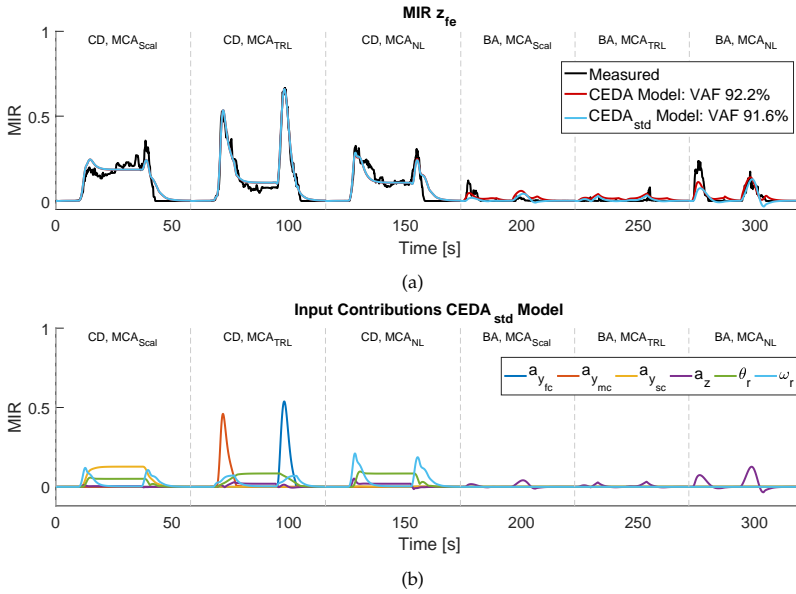 MIR z_fe
CD, MCA_Scal CD, MCA_TRL CD, MCA_NL BA, MCA_Scal BA, MCA_TRL BA, MCA_NL
1
Measured
CEDA Model: VAF 92.2%
CEDA_std Model: VAF 91.6%
MIR
0.5
0
0 50 100 150 200 250 300
Time [s]
(a)
Input Contributions CEDA_std Model
1
CD, MCA_Scal CD, MCA_TRL CD, MCA_NL BA, MCA_Scal BA, MCA_TRL BA, MCA_NL
a_y_fc a_y_mc a_y_sc a_z θ_r ω_r
MIR
0.5
0
0 50 100 150 200 250 300
Time [s]
(b)